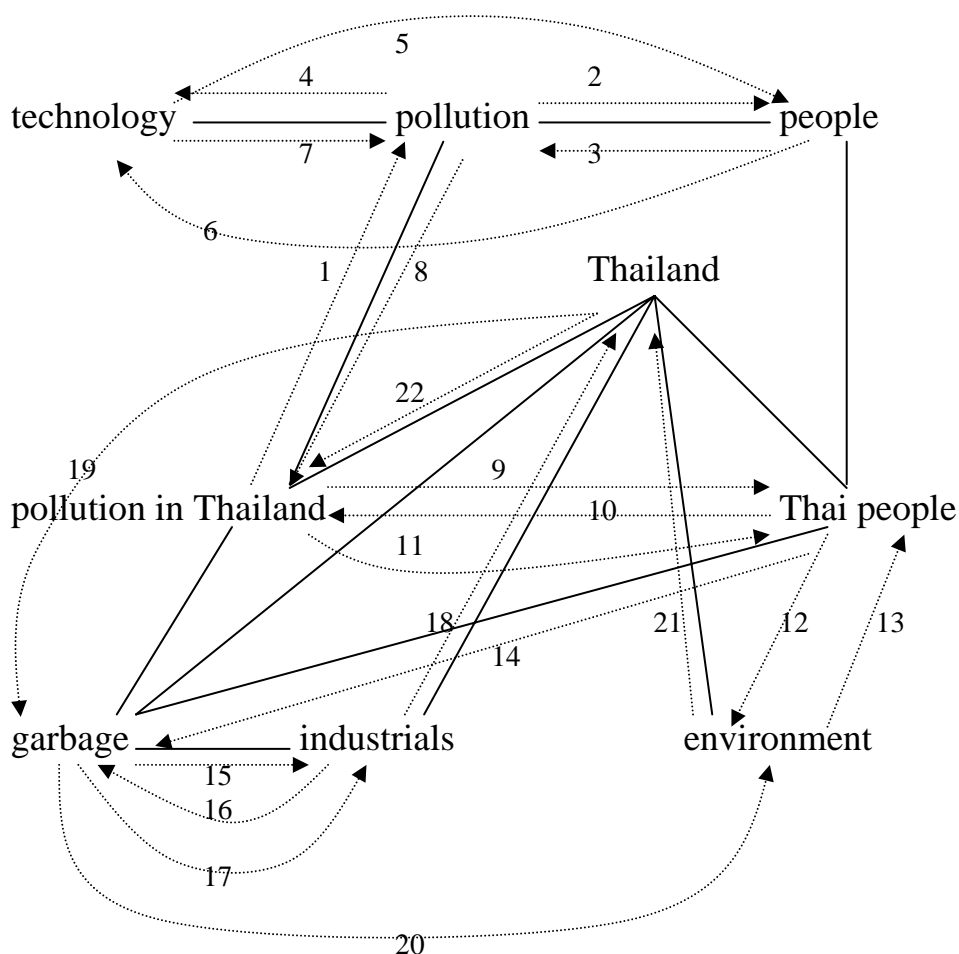 5
4 2
technology pollution people
7 3
6
1 8 Thailand
22
19 9
pollution in Thailand 10 Thai people
11
18 21 12 13
14
garbage industrials environment
15
16
17
20